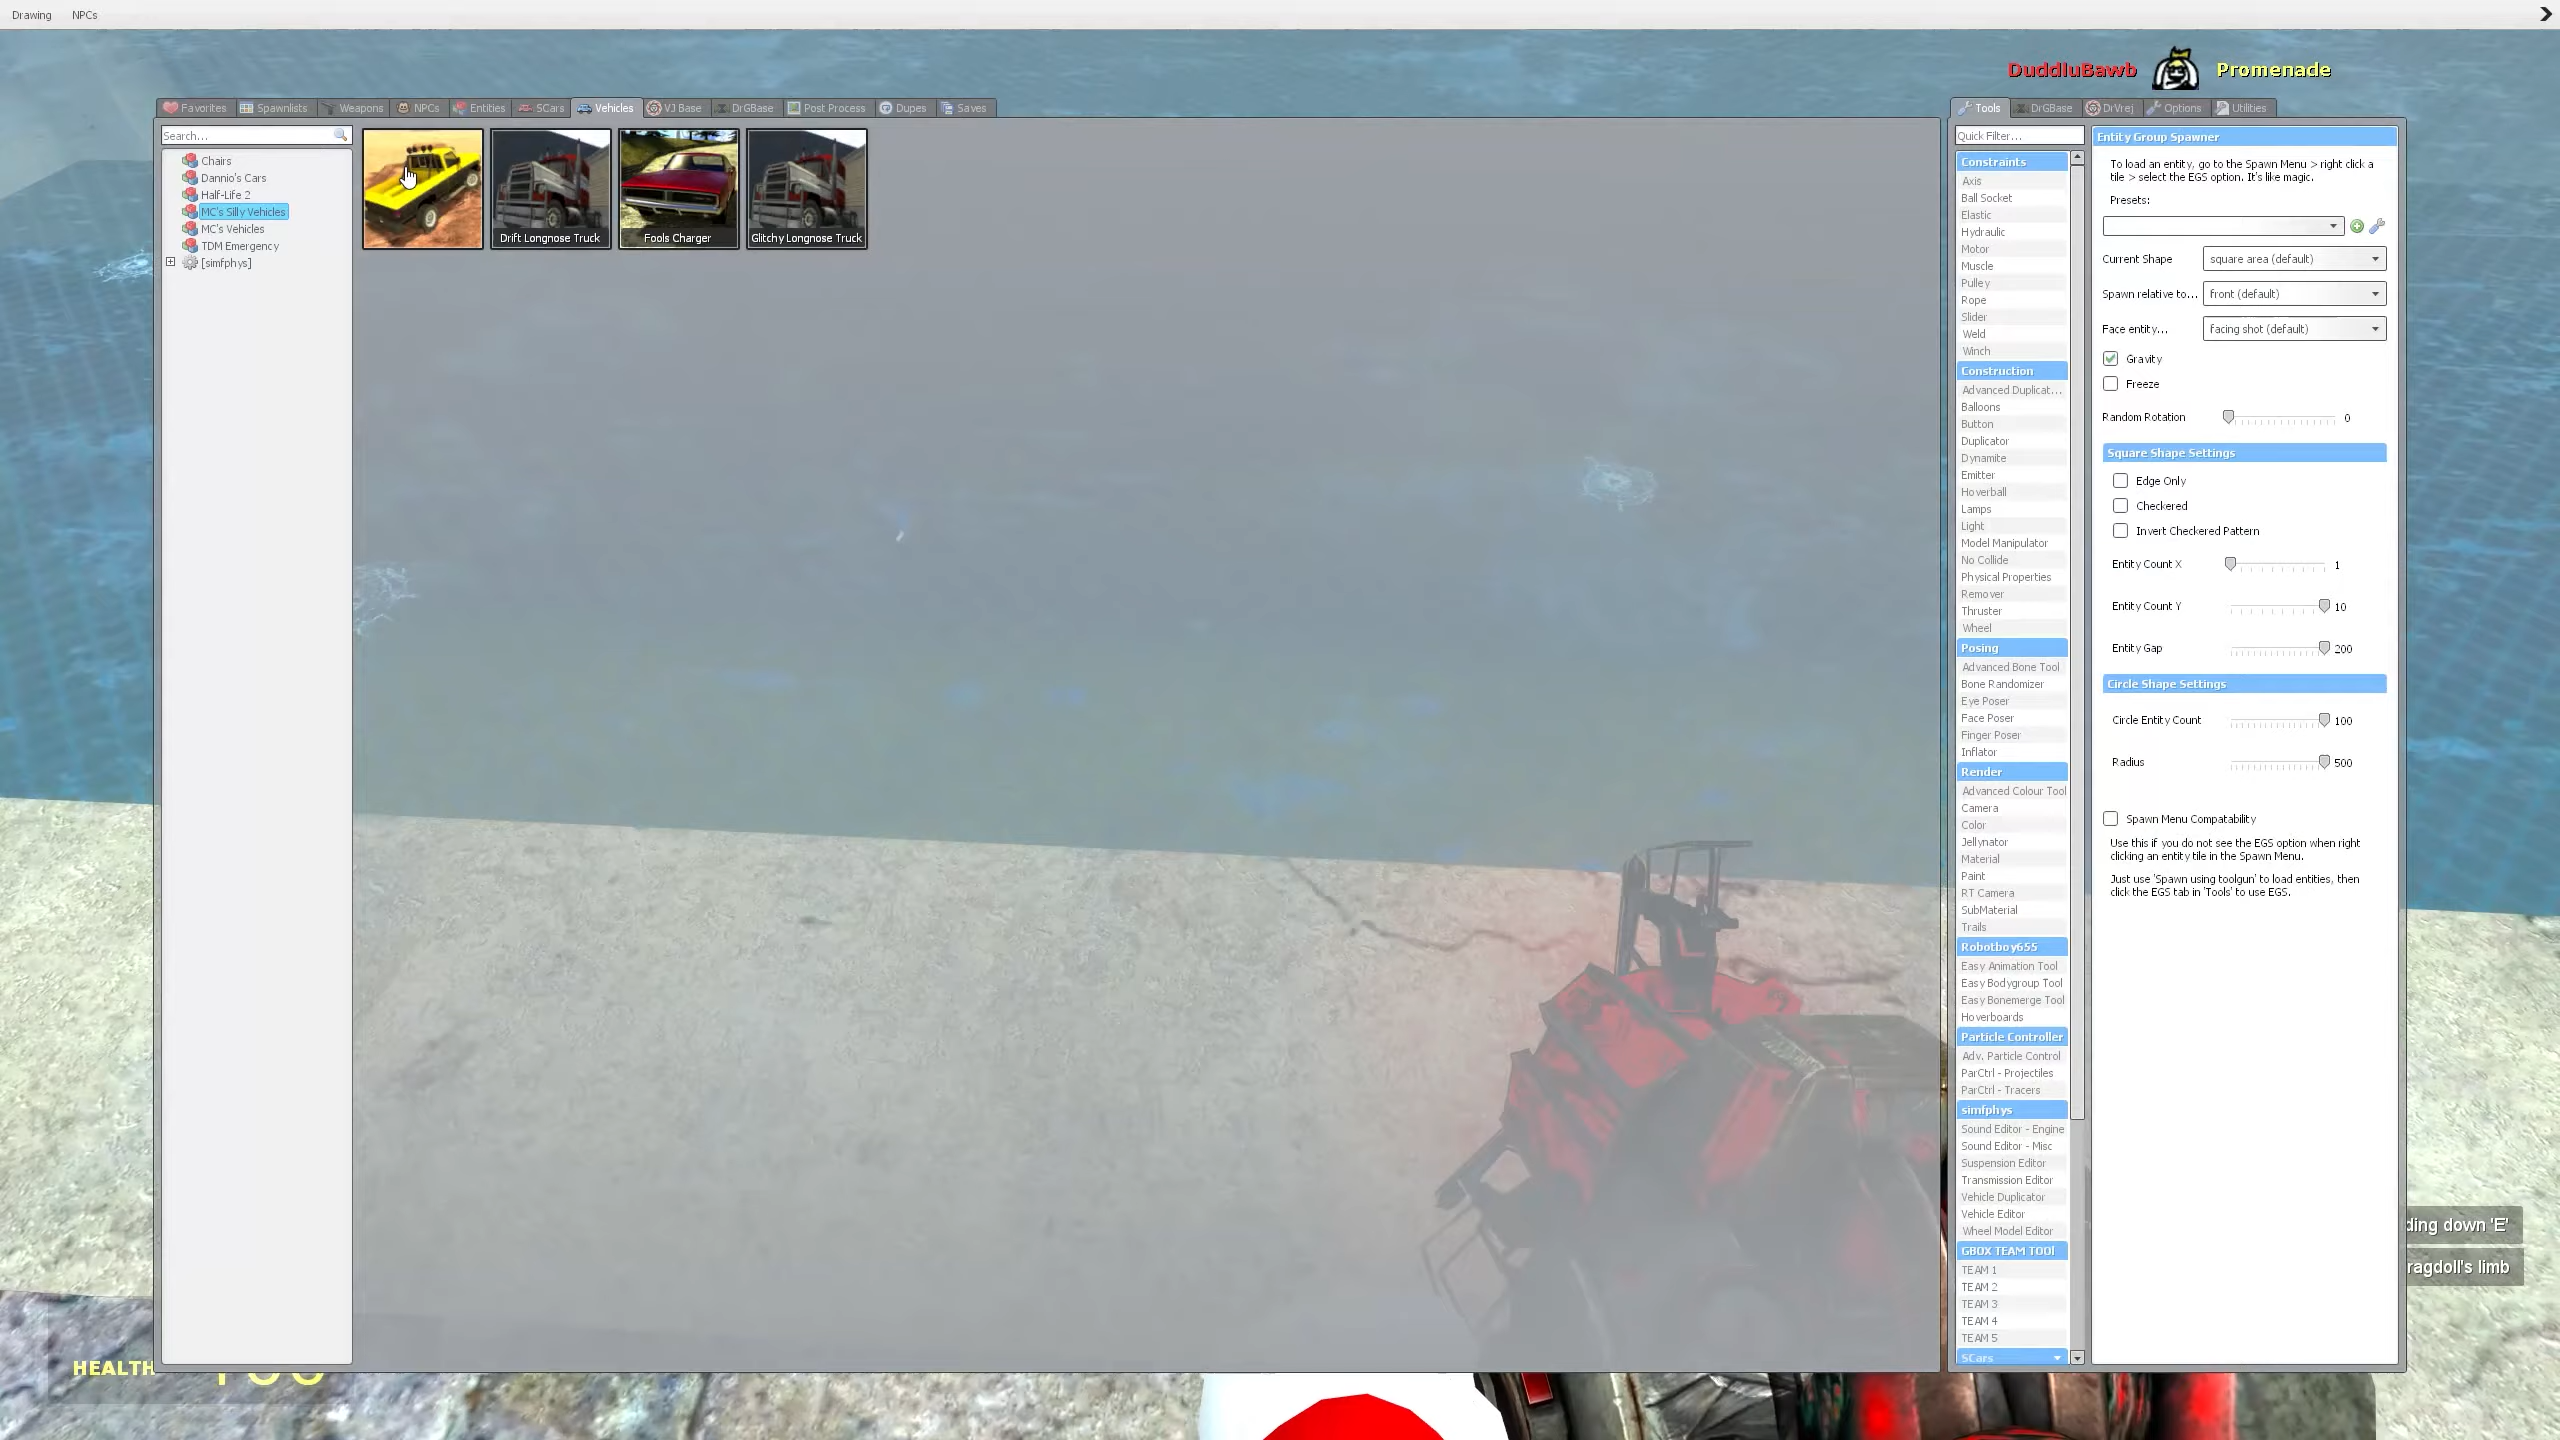 Drawing NPCs
DuddluBawb Promenade
Favorites Spawnlists Weapons NPCs Entities SCars Vehicles VJ Base DrGBase Post Process Dupes Saves
Search...
Chairs
Dannio's Cars
Half-Life 2
MC's Silly Vehicles
MC's Vehicles
TDM Emergency
[simfphys]
Drift Longnose Truck
Fools Charger
Glitchy Longnose Truck
Tools DrGBase DrVrej Options Utilities
Quick Filter...
Constraints
Axis
Ball Socket
Elastic
Hydraulic
Motor
Muscle
Pulley
Rope
Slider
Weld
Winch
Construction
Advanced Duplicat...
Balloons
Button
Duplicator
Dynamite
Emitter
Hoverball
Lamps
Light
Model Manipulator
No Collide
Physical Properties
Remover
Thruster
Wheel
Posing
Advanced Bone Tool
Bone Randomizer
Eye Poser
Face Poser
Finger Poser
Inflator
Render
Advanced Colour Tool
Camera
Color
Jellynator
Material
Paint
RT Camera
SubMaterial
Trails
Robotboy655
Easy Animation Tool
Easy Bodygroup Tool
Easy Bonemerge Tool
Hoverboards
Particle Controller
Adv. Particle Control
ParCtrl - Projectiles
ParCtrl - Tracers
simfphys
Sound Editor - Engine
Sound Editor - Misc
Suspension Editor
Transmission Editor
Vehicle Duplicator
Vehicle Editor
Wheel Model Editor
GBOX TEAM TOOl
TEAM 1
TEAM 2
TEAM 3
TEAM 4
TEAM 5
SCars
Entity Group Spawner
To load an entity, go to the Spawn Menu > right click a
tile > select the EGS option. It's like magic.
Presets:
Current Shape square area (default)
Spawn relative to... front (default)
Face entity... facing shot (default)
Gravity
Freeze
Random Rotation 0
Square Shape Settings
Edge Only
Checkered
Invert Checkered Pattern
Entity Count X 1
Entity Count Y 10
Entity Gap 200
Circle Shape Settings
Circle Entity Count 100
Radius 500
Spawn Menu Compatability
Use this if you do not see the EGS option when right
clicking an entity tile in the Spawn Menu.
Just use 'Spawn using toolgun' to load entities, then
click the EGS tab in 'Tools' to use EGS.
ding down 'E'
ragdoll's limb
HEALTH